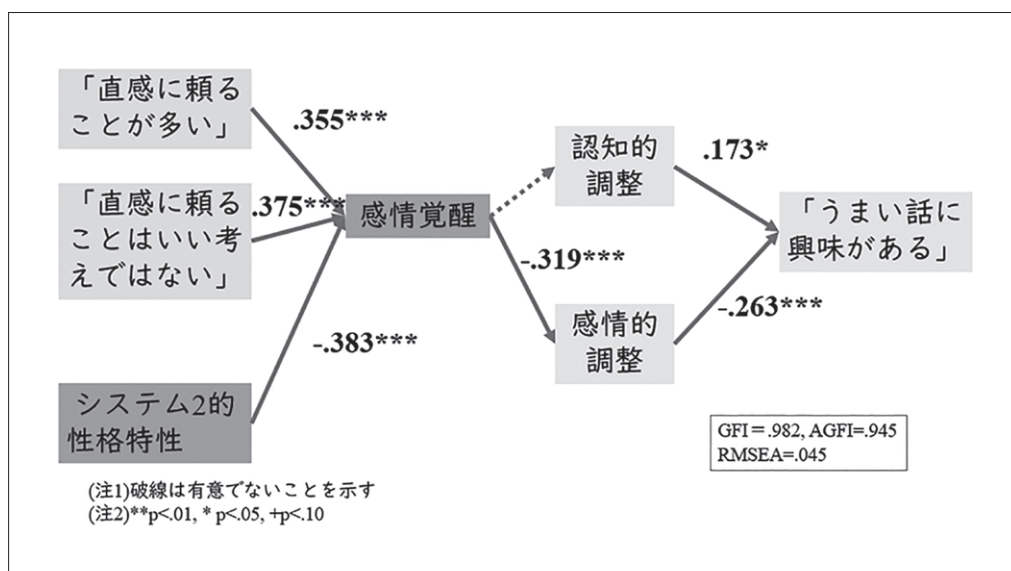 「直感に頼る
ことが多い」
.355***
「直感に頼る
ことはいい考
えではない」
.375***
感情覚醒
-.383***
システム2的
性格特性
認知的
調整
.173*
-.319***
感情的
調整
-.263***
「うまい話に
興味がある」
GFI＝.982, AGFI=.945
RMSEA=.045
(注1)破線は有意でないことを示す
(注2)**p<.01, * p<.05, +p<.10